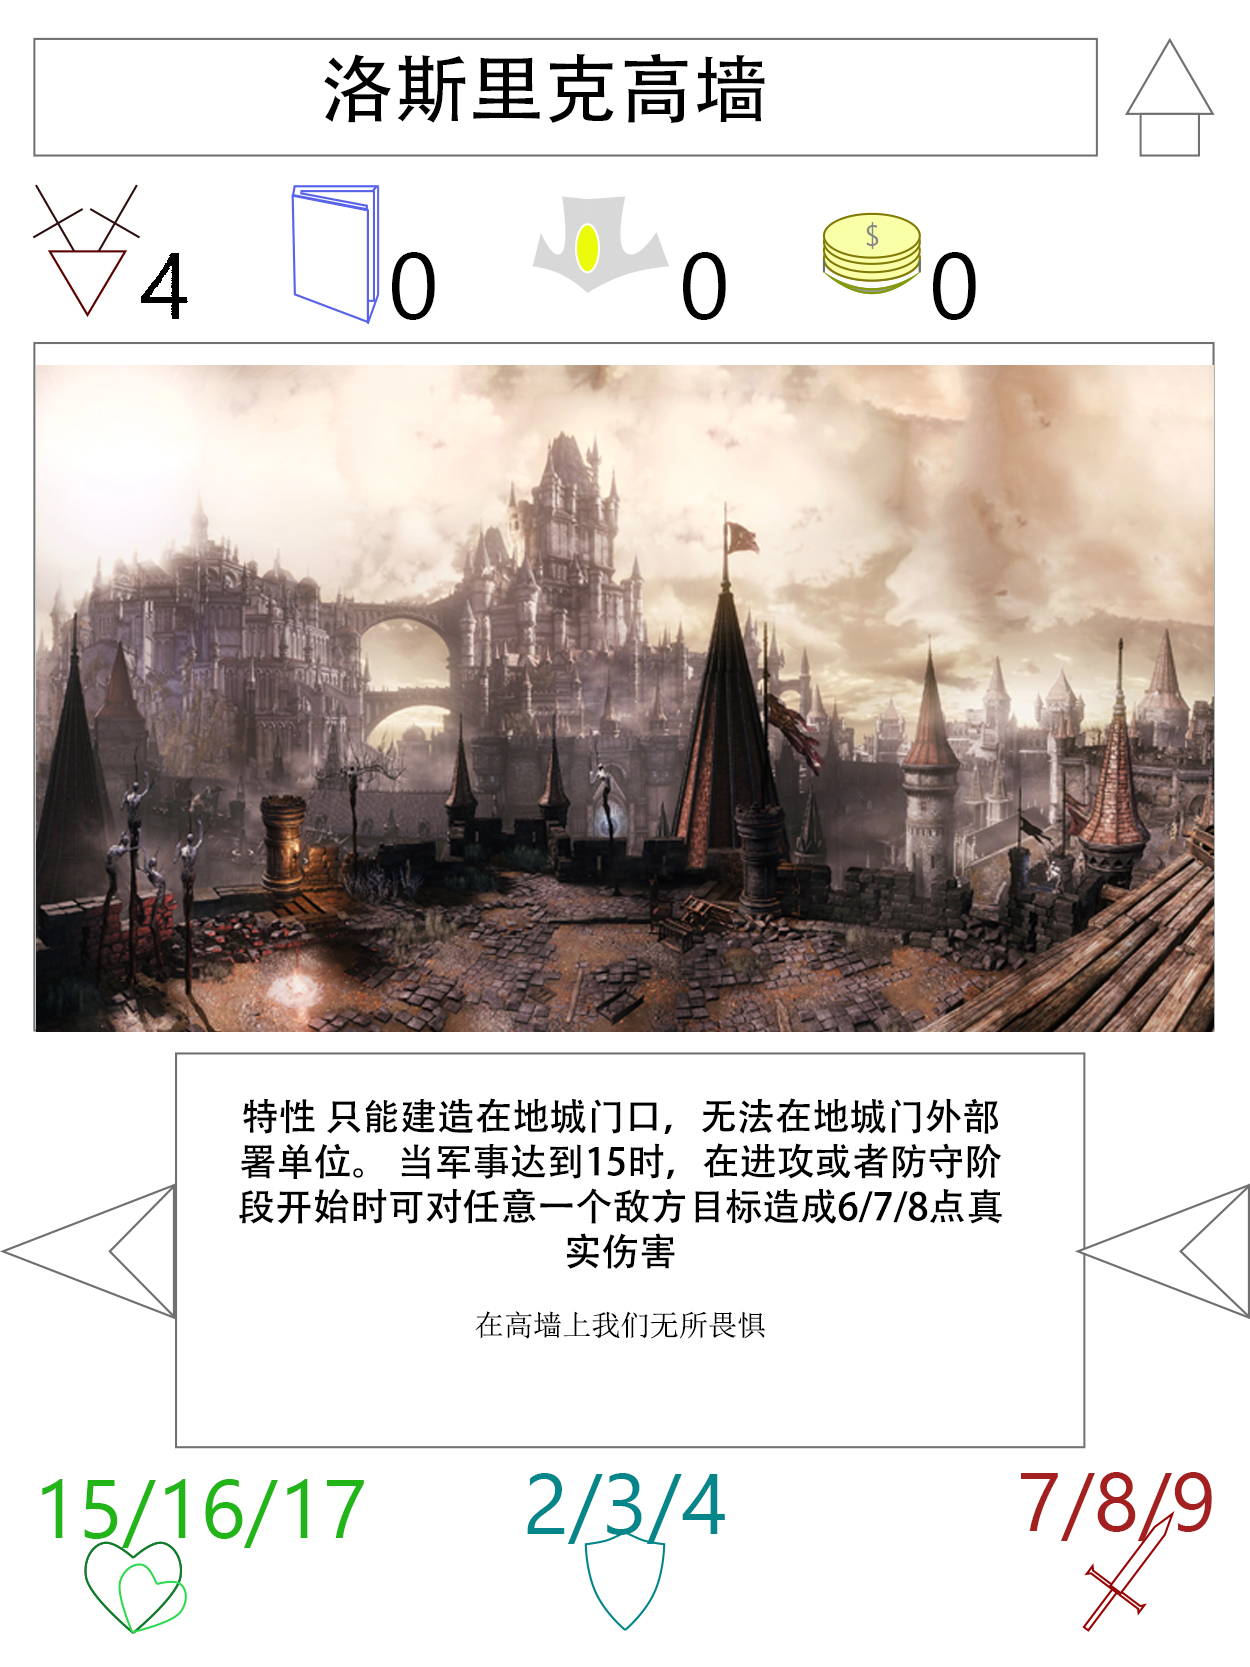 洛斯里克高墙
4 0 0 $ 0
特性 只能建造在地城门口，无法在地城门外部
署单位。 当军事达到15时，在进攻或者防守阶
段开始时可对任意一个敌方目标造成6/7/8点真
实伤害
在高墙上我们无所畏惧
15/16/17 2/3/4 7/8/9